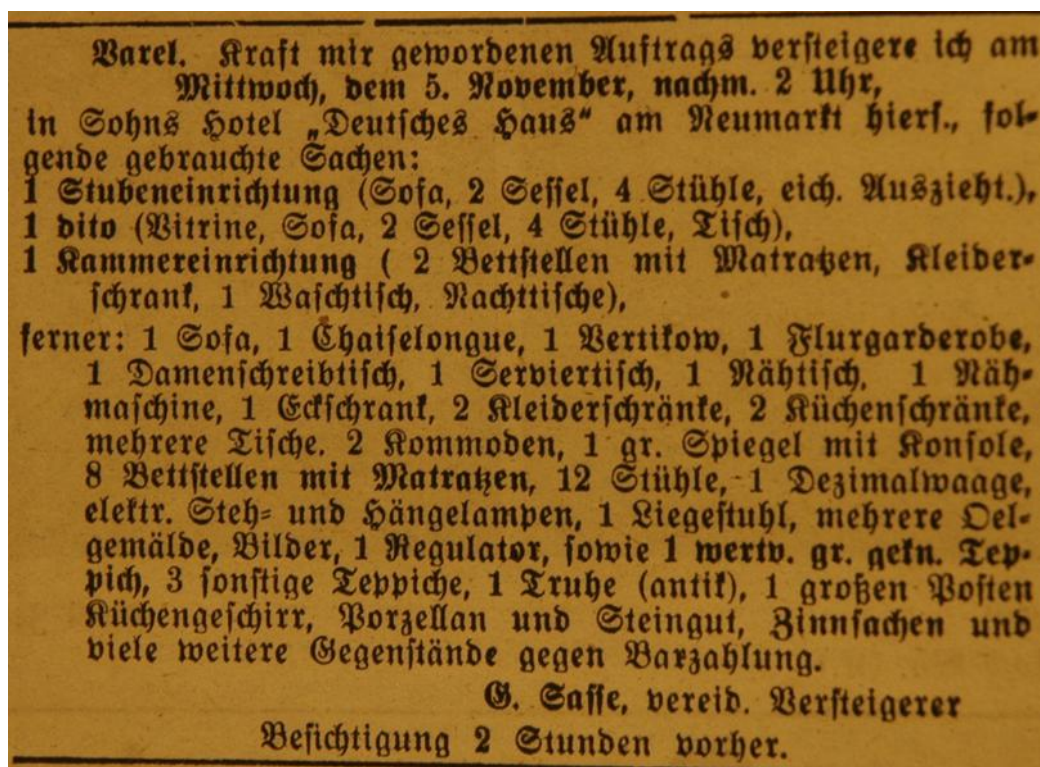 Varel. Kraft mir gewordenen Auftrags versteigere ich am
Mittwoch, dem 5. November, nachm. 2 Uhr,
in Sohns Hotel „Deutsches Haus“ am Neumarkt hiers., fol-
gende gebrauchte Sachen:
1 Stubeneinrichtung (Sofa, 2 Sessel, 4 Stühle, eich. Auszieht.),
1 dito (Vitrine, Sofa, 2 Sessel, 4 Stühle, Tisch),
1 Kammereinrichtung ( 2 Bettstellen mit Matratzen, Kleider-
schrank, 1 Waschtisch, Nachttische),
ferner: 1 Sofa, 1 Chaiselongue, 1 Vertikow, 1 Flurgarderobe,
1 Damenschreibtisch, 1 Serviertisch, 1 Nähtisch, 1 Näh-
maschine, 1 Eckschrank, 2 Kleiderschränke, 2 Küchenschränke,
mehrere Tische. 2 Kommoden, 1 gr. Spiegel mit Konsole,
8 Bettstellen mit Matratzen, 12 Stühle, 1 Dezimalwaage,
elektr. Steh- und Hängelampen, 1 Liegestuhl, mehrere Oel-
gemälde, Bilder, 1 Regulator, sowie 1 wertv. gr. gekn. Tep-
pich, 3 sonstige Teppiche, 1 Truhe (antik), 1 großen Posten
Küchengeschirr, Porzellan und Steingut, Zinnsachen und
viele weitere Gegenstände gegen Barzahlung.
G. Sasse, vereid. Versteigerer
Besichtigung 2 Stunden vorher.